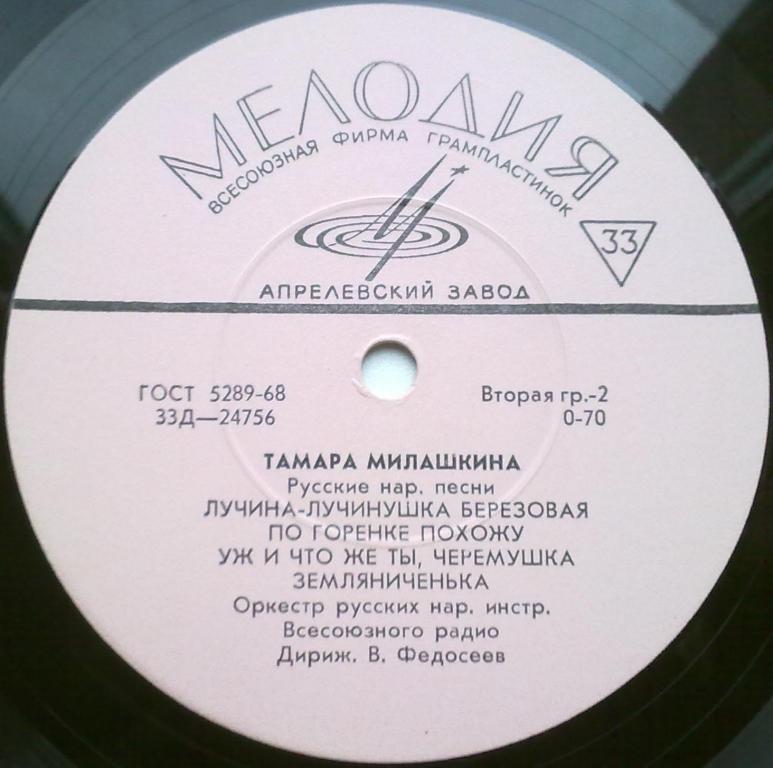 МЕЛОДИЯ
ВСЕСОЮЗНАЯ ФИРМА ГРАМПЛАСТИНОК
33
АПРЕЛЕВСКИЙ ЗАВОД
ГОСТ 5289-68 Вторая гр.-2
33Д—24756 0-70
ТАМАРА МИЛАШКИНА
Русские нар. песни
ЛУЧИНА-ЛУЧИНУШКА БЕРЕЗОВАЯ
ПО ГОРЕНКЕ ПОХОЖУ
УЖ И ЧТО ЖЕ ТЫ, ЧЕРЕМУШКА
ЗЕМЛЯНИЧЕНЬКА
Оркестр русских нар. инстр.
Всесоюзного радио
Дириж. В. Федосеев